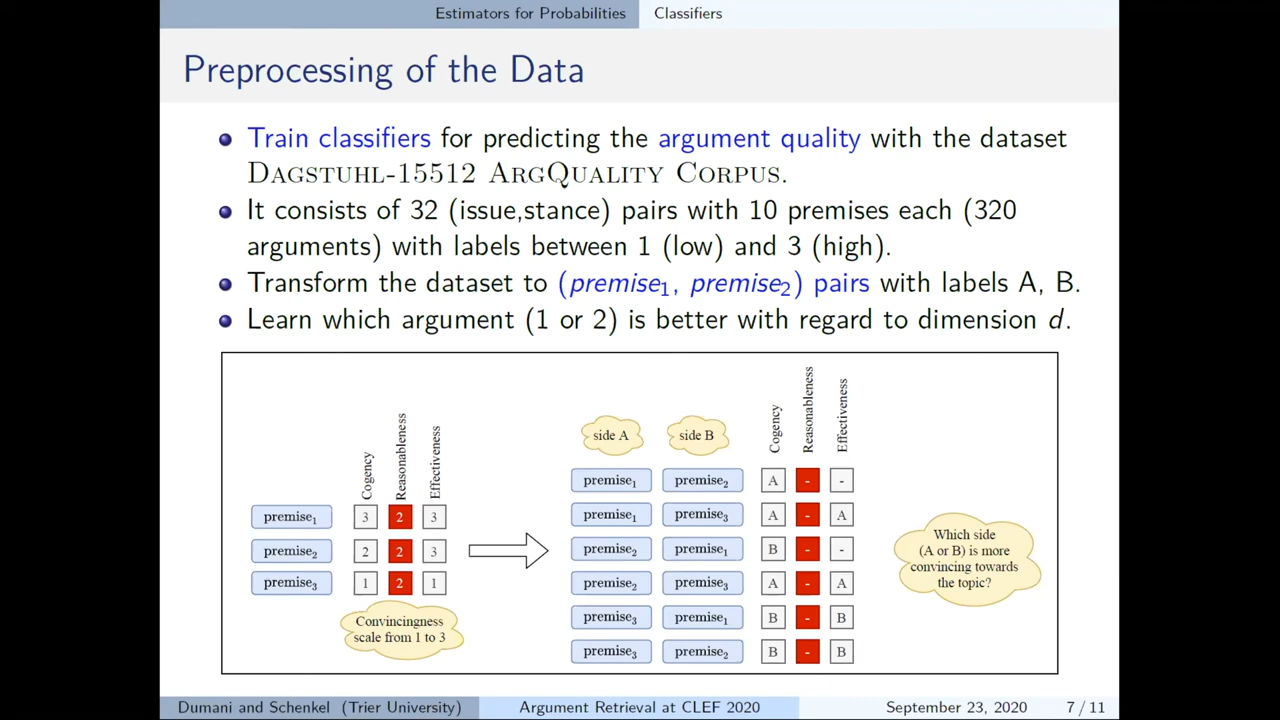 Estimators for Probabilities Classifiers
Preprocessing of the Data
Train classifiers for predicting the argument quality with the dataset
Dagstuhl-15512 ArgQuality Corpus.
It consists of 32 (issue,stance) pairs with 10 premises each (320
arguments) with labels between 1 (low) and 3 (high).
Transform the dataset to (premise₁, premise₂) pairs with labels A, B.
Learn which argument (1 or 2) is better with regard to dimension d.
Cogency Reasonableness Effectiveness
premise₁ 3 2 3
premise₂ 2 2 3
premise₃ 1 2 1
Convincingness
scale from 1 to 3
side A side B Cogency Reasonableness Effectiveness
premise₁ premise₂ A - -
premise₁ premise₃ A - A
premise₂ premise₁ B - -
premise₂ premise₃ A - A
premise₃ premise₁ B - B
premise₃ premise₂ B - B
Which side
(A or B) is more
convincing towards
the topic?
Dumani and Schenkel (Trier University) Argument Retrieval at CLEF 2020 September 23, 2020 7 / 11